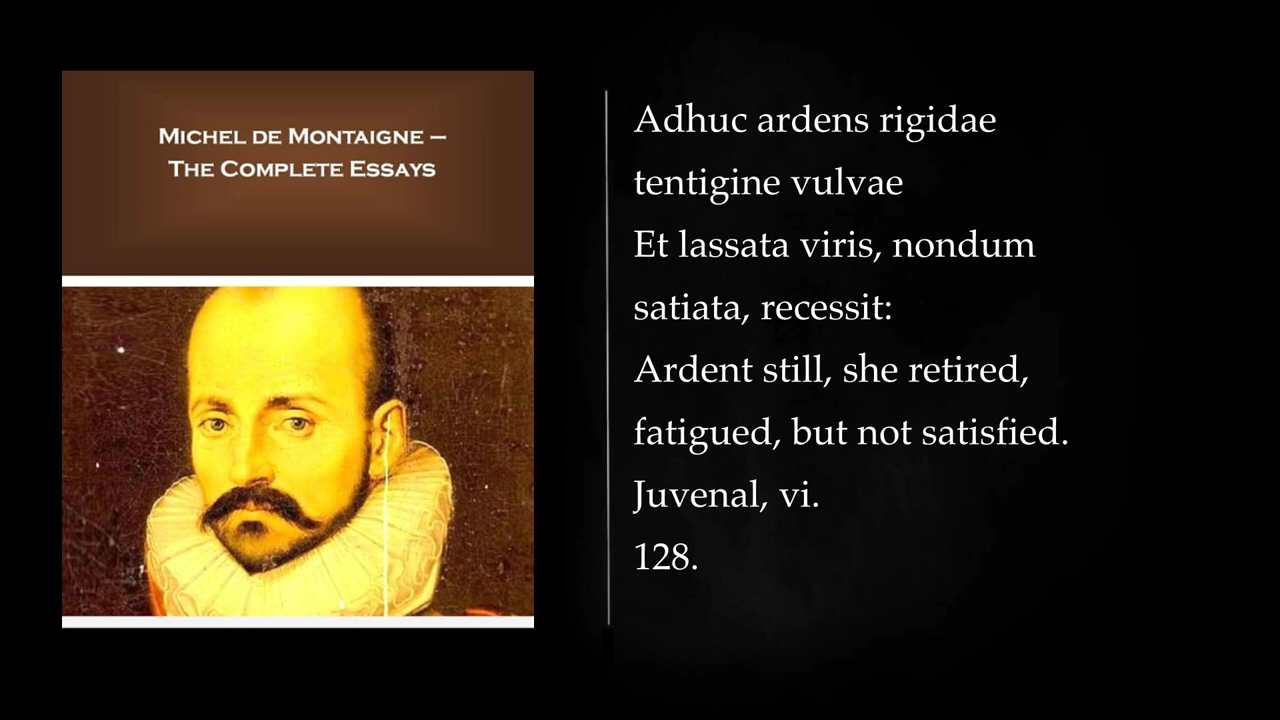 MICHEL DE MONTAIGNE –
THE COMPLETE ESSAYS
Adhuc ardens rigidae
tentigine vulvae
Et lassata viris, nondum
satiata, recessit:
Ardent still, she retired,
fatigued, but not satisfied.
Juvenal, vi.
128.